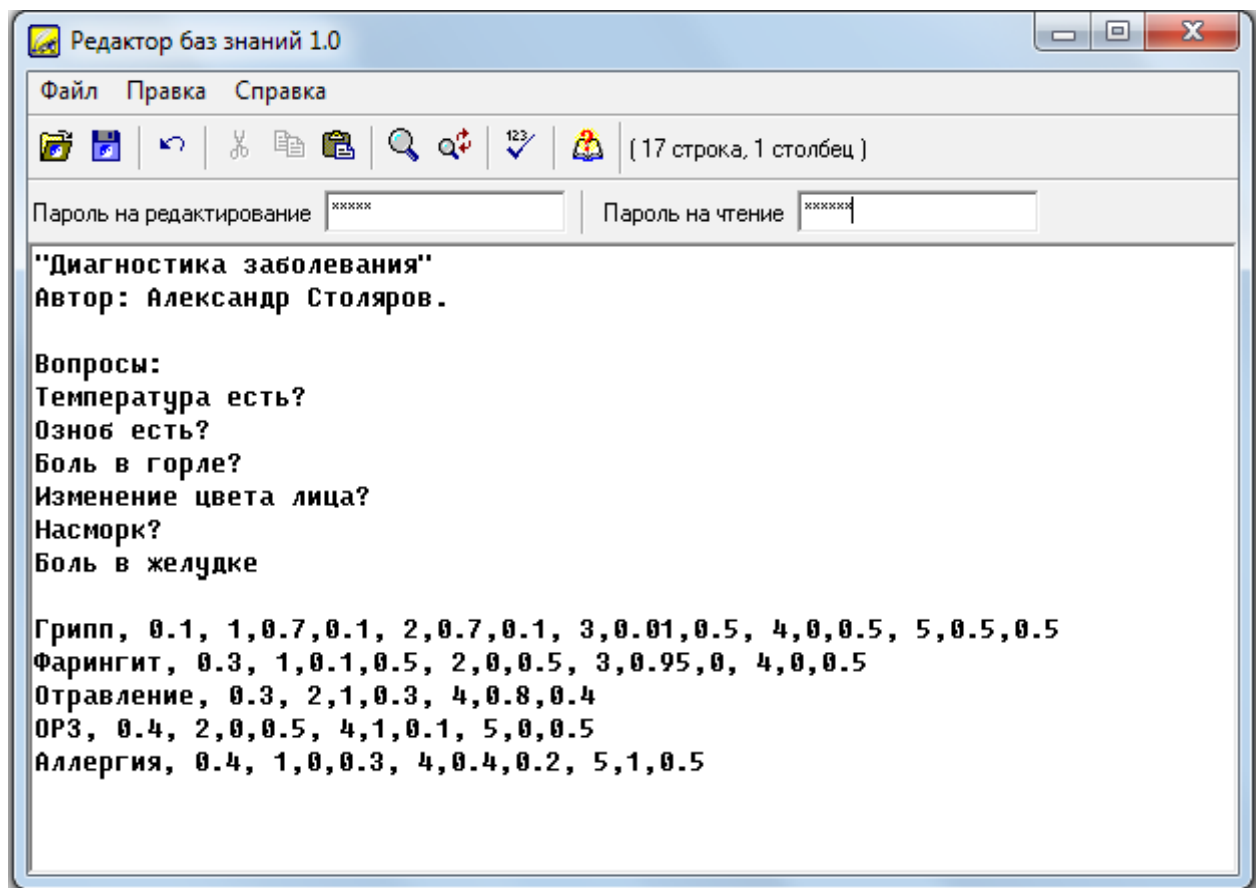 Редактор баз знаний 1.0
Файл Правка Справка
123
( 17 строка, 1 столбец )
Пароль на редактирование xxxxx Пароль на чтение xxxxxx
"Диагностика заболевания"
Автор: Александр Столяров.
Вопросы:
Температура есть?
Озноб есть?
Боль в горле?
Изменение цвета лица?
Насморк?
Боль в желудке
Грипп, 0.1, 1,0.7,0.1, 2,0.7,0.1, 3,0.01,0.5, 4,0,0.5, 5,0.5,0.5
Фарингит, 0.3, 1,0.1,0.5, 2,0,0.5, 3,0.95,0, 4,0,0.5
Отравление, 0.3, 2,1,0.3, 4,0.8,0.4
ОРЗ, 0.4, 2,0,0.5, 4,1,0.1, 5,0,0.5
Аллергия, 0.4, 1,0,0.3, 4,0.4,0.2, 5,1,0.5